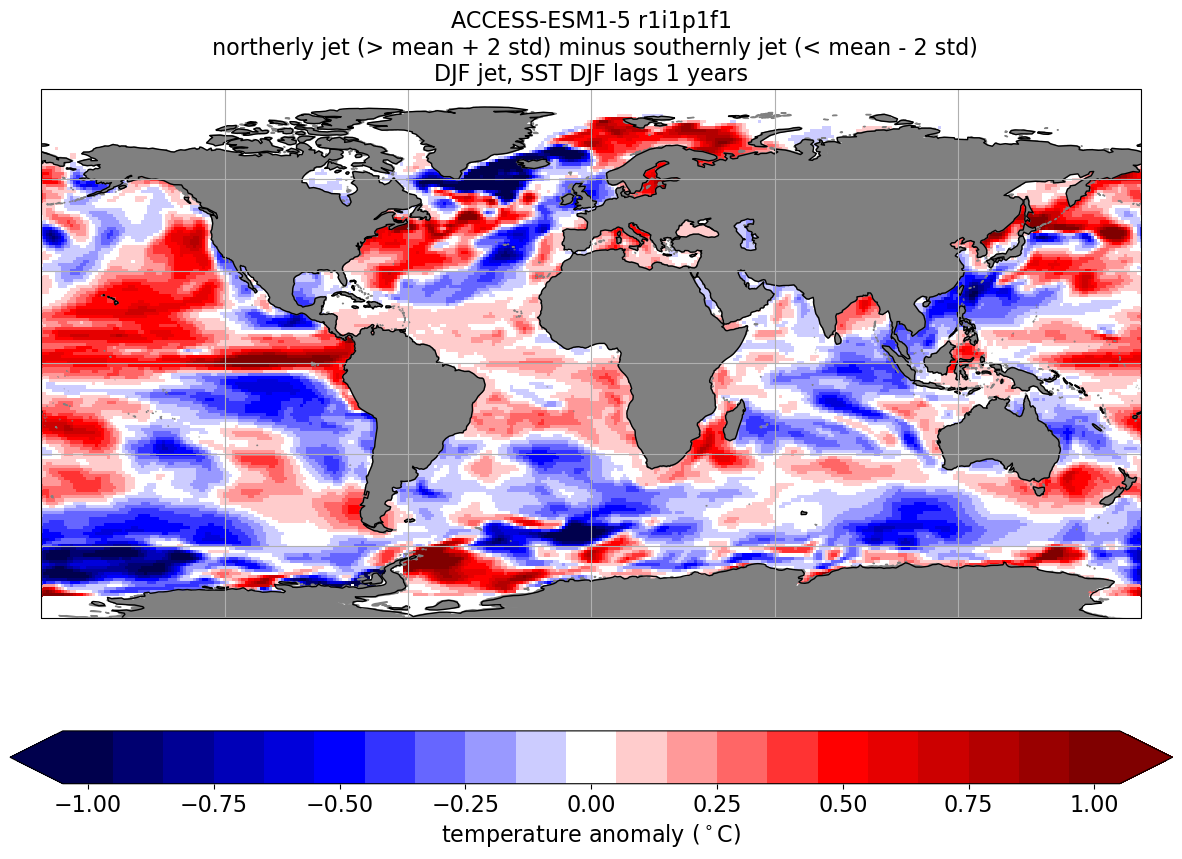 ACCESS-ESM1-5 r1i1p1f1
northerly jet (> mean + 2 std) minus southernly jet (< mean - 2 std)
DJF jet, SST DJF lags 1 years
−1.00 −0.75 −0.50 −0.25 0.00 0.25 0.50 0.75 1.00
temperature anomaly (°C)